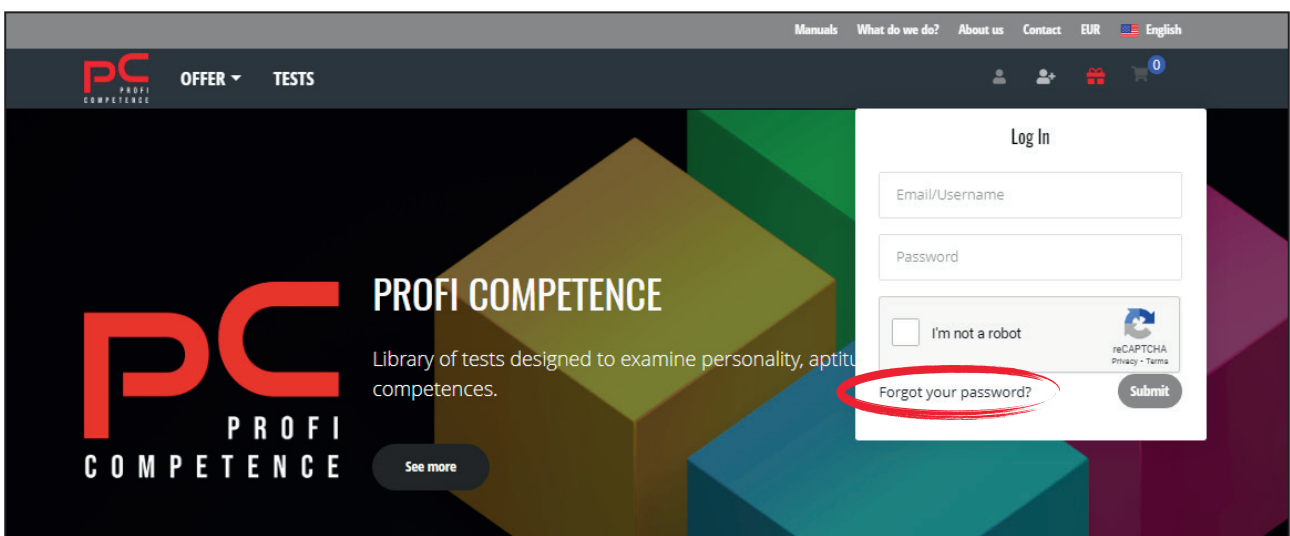 Manuals What do we do? About us Contact EUR English
PC PROFI COMPETENCE OFFER TESTS 0
Log In
Email/Username
Password
I'm not a robot
reCAPTCHA
Privacy - Terms
Forgot your password? Submit
PC
PROFI
COMPETENCE
PROFI COMPETENCE
Library of tests designed to examine personality, aptitu
competences.
See more